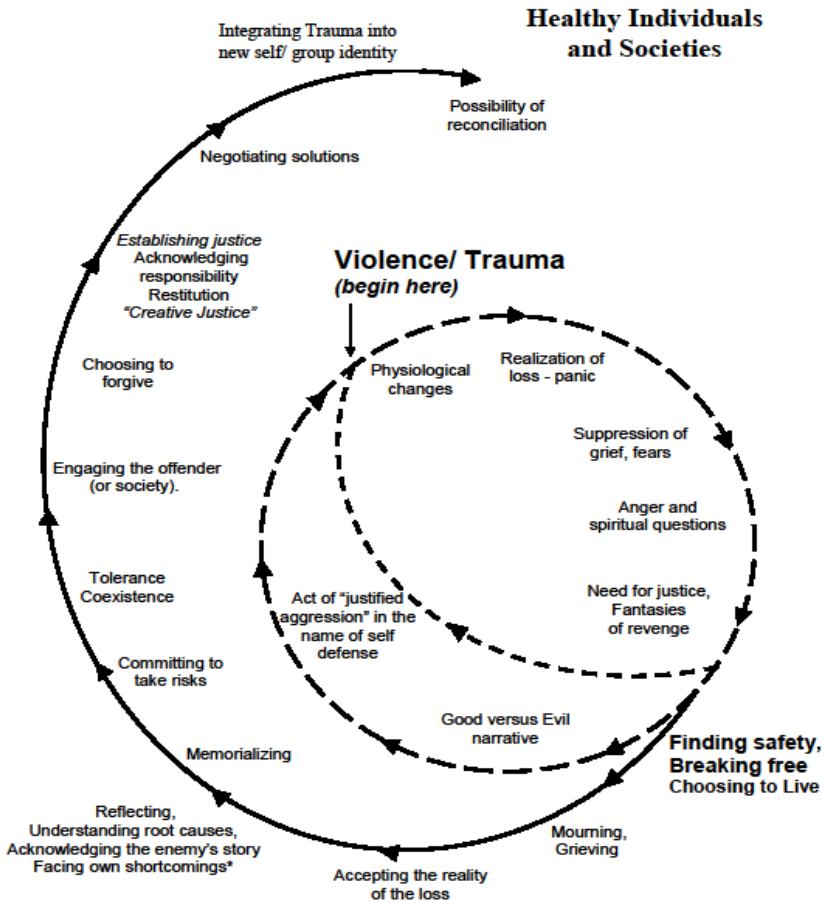 Healthy Individuals
and Societies
Integrating Trauma into
new self/ group identity
Possibility of
reconciliation
Negotiating solutions
Establishing justice
Acknowledging
responsibility
Restitution
"Creative Justice"
Choosing to
forgive
Engaging the offender
(or society).
Tolerance
Coexistence
Committing to
take risks
Memorializing
Reflecting,
Understanding root causes,
Acknowledging the enemy's story
Facing own shortcomings*
Accepting the reality
of the loss
Mourning,
Grieving
Finding safety,
Breaking free
Choosing to Live
Violence/ Trauma
(begin here)
Physiological
changes
Realization of
loss - panic
Suppression of
grief, fears
Anger and
spiritual questions
Need for justice,
Fantasies
of revenge
Good versus Evil
narrative
Act of "justified
aggression" in the
name of self
defense